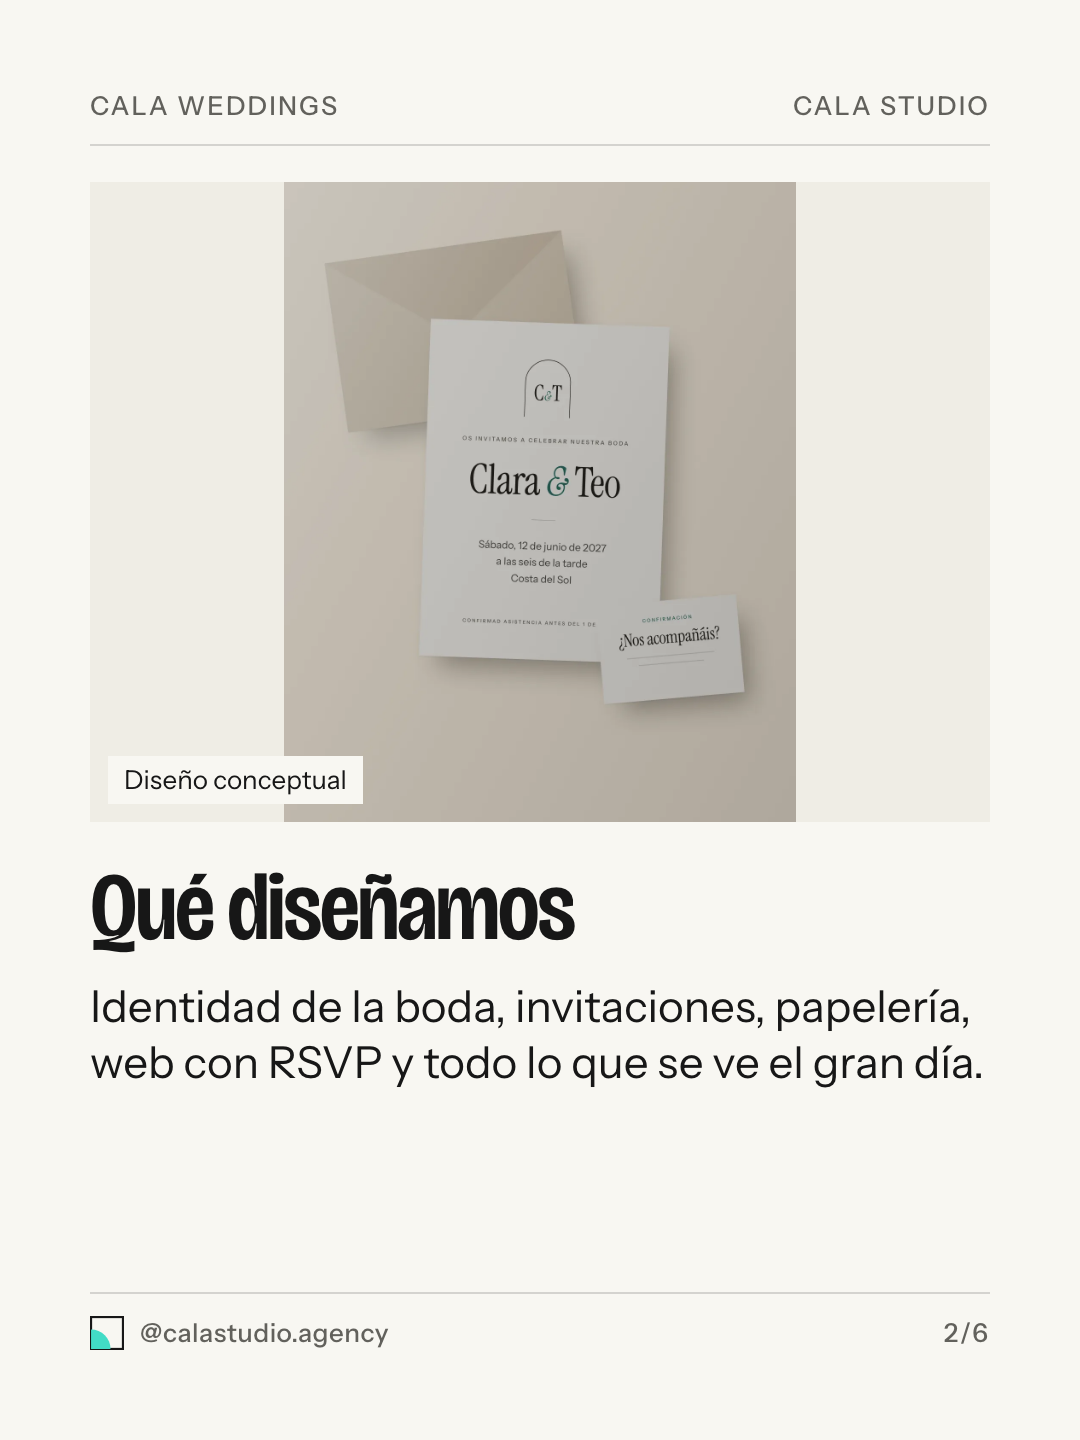 CALA WEDDINGS
CALA STUDIO
C&T
OS INVITAMOS A CELEBRAR NUESTRA BODA
Clara & Teo
Sábado, 12 de junio de 2027
a las seis de la tarde
Costa del Sol
CONFIRMAD ASISTENCIA ANTES DEL 1 DE
CONFIRMACIÓN
¿Nos acompañáis?
Diseño conceptual
Qué diseñamos
Identidad de la boda, invitaciones, papelería,
web con RSVP y todo lo que se ve el gran día.
@calastudio.agency
2/6